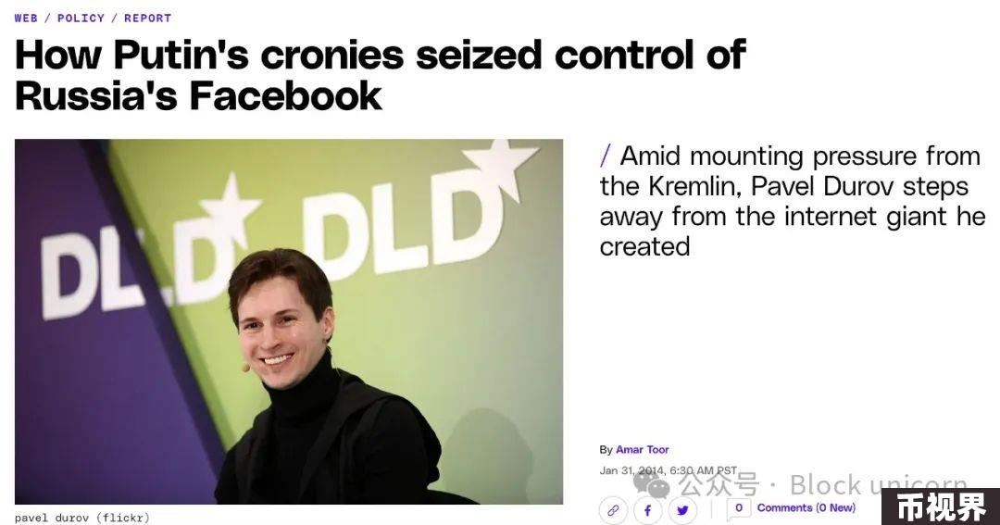 WEB / POLICY / REPORT
How Putin's cronies seized control of
Russia's Facebook
DLD
DLD
DLD
/ Amid mounting pressure from
the Kremlin, Pavel Durov steps
away from the internet giant he
created
By Amar Toor
Jan 31, 2014, 6:30 AM PST
公众号 · Block unicorn
0 Comments (0 New)
币视界
pavel durov (flickr)